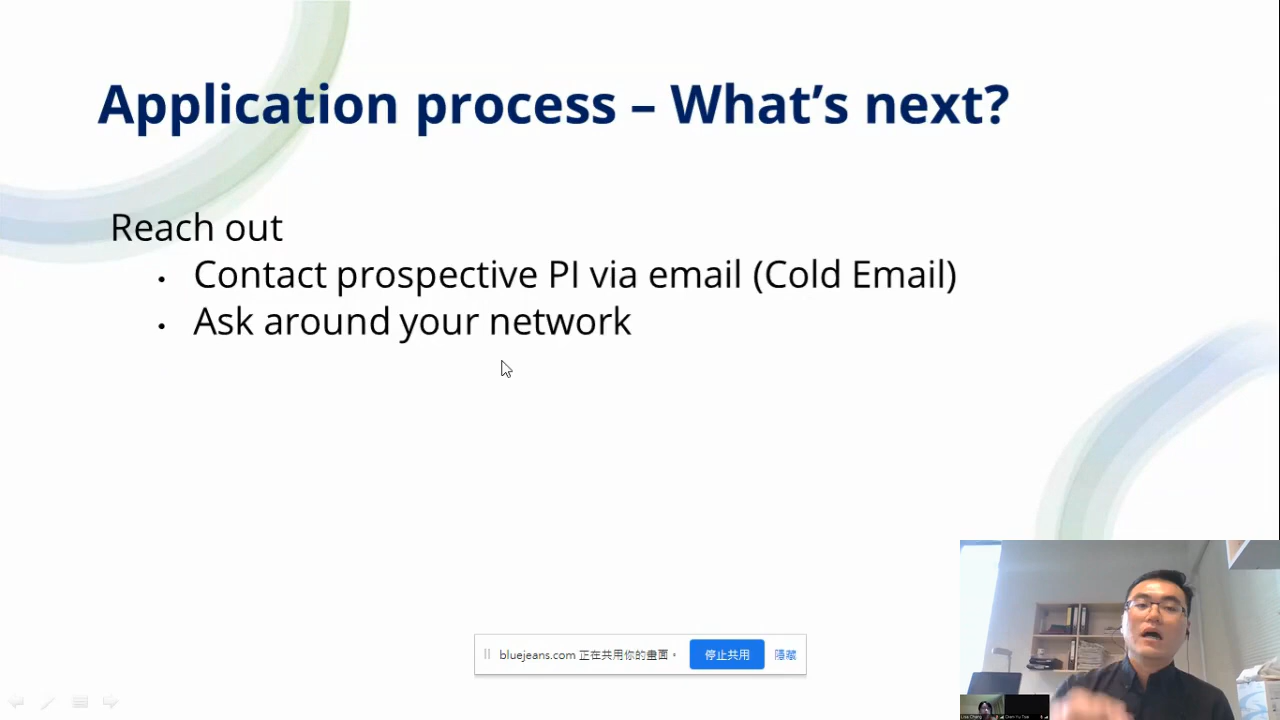 Application process – What's next?
Reach out
• Contact prospective PI via email (Cold Email)
• Ask around your network
bluejeans.com 正在共用你的畫面。
停止共用
隱藏